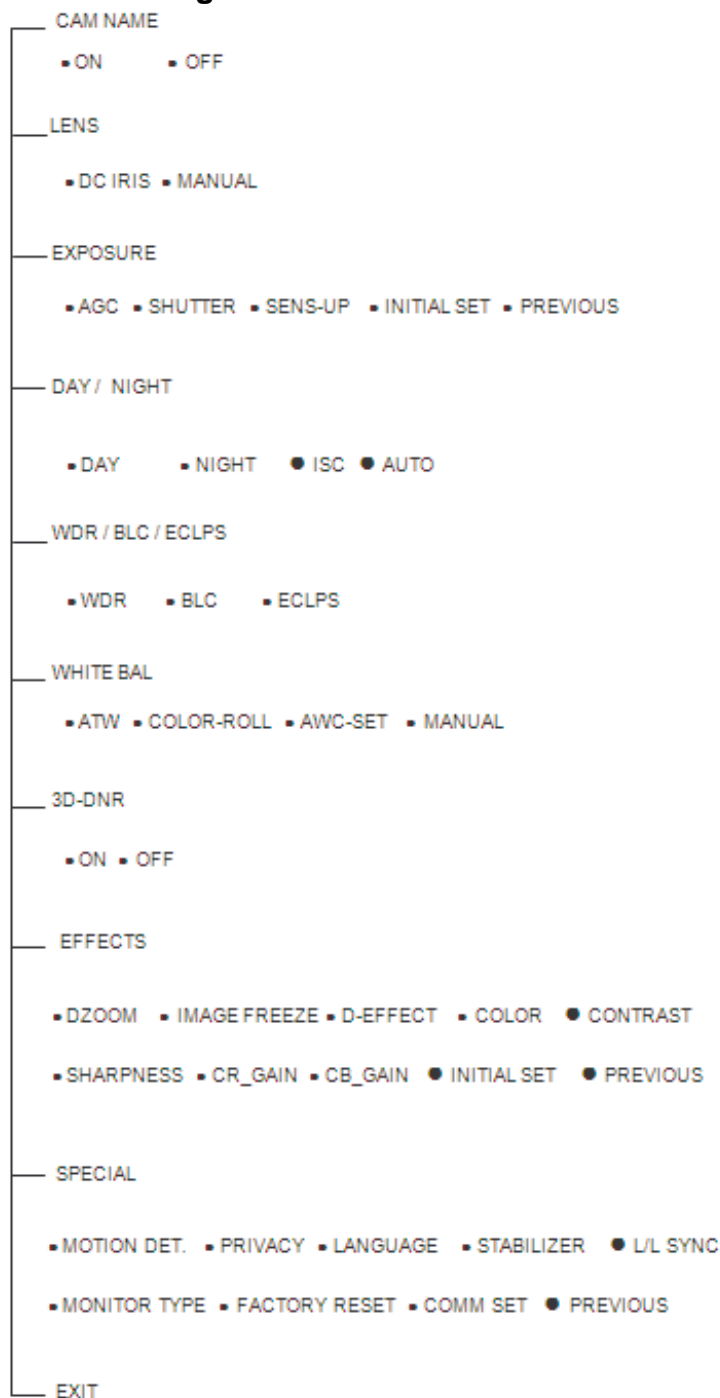 CAM NAME
• ON • OFF
LENS
• DC IRIS • MANUAL
EXPOSURE
• AGC • SHUTTER • SENS-UP • INITIAL SET • PREVIOUS
DAY / NIGHT
• DAY • NIGHT ● ISC ● AUTO
WDR / BLC / ECLPS
• WDR • BLC • ECLPS
WHITE BAL
• ATW • COLOR-ROLL • AWC-SET • MANUAL
3D-DNR
• ON • OFF
EFFECTS
• DZOOM • IMAGE FREEZE • D-EFFECT • COLOR ● CONTRAST
• SHARPNESS • CR_GAIN • CB_GAIN ● INITIAL SET ● PREVIOUS
SPECIAL
• MOTION DET. • PRIVACY • LANGUAGE • STABILIZER ● L/L SYNC
• MONITOR TYPE • FACTORY RESET • COMM SET ● PREVIOUS
EXIT